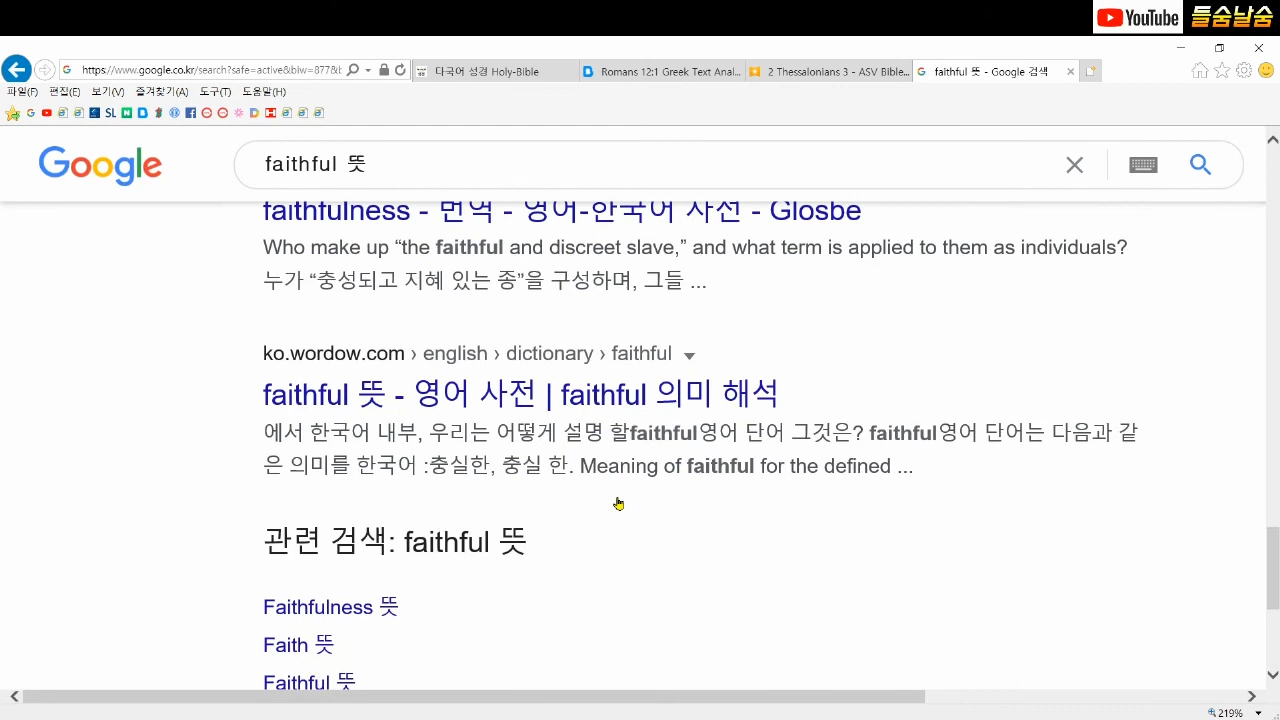 YouTube 들숨날숨
https://www.google.co.kr/search?safe=active&biw=877&b
다국어 성경 Holy-Bible
Romans 12:1 Greek Text...
2 Thessalonians 3 - ASV Bible...
faithful 뜻 - Google 검색
파일(F) 편집(E) 보기(V) 즐겨찾기(A) 도구(T) 도움말(H)
Google
faithful 뜻
faithfulness - 번역 - 영어-한국어 사전 - Glosbe
Who make up “the faithful and discreet slave,” and what term is applied to them as individuals?
누가 “충성되고 지혜 있는 종”을 구성하며, 그들 ...
ko.wordow.com › english › dictionary › faithful
faithful 뜻 - 영어 사전 | faithful 의미 해석
에서 한국어 내부, 우리는 어떻게 설명 할faithful영어 단어 그것은? faithful영어 단어는 다음과 같
은 의미를 한국어 :충실한, 충실 한. Meaning of faithful for the defined ...
관련 검색: faithful 뜻
Faithfulness 뜻
Faith 뜻
Faithful 뜻
219%